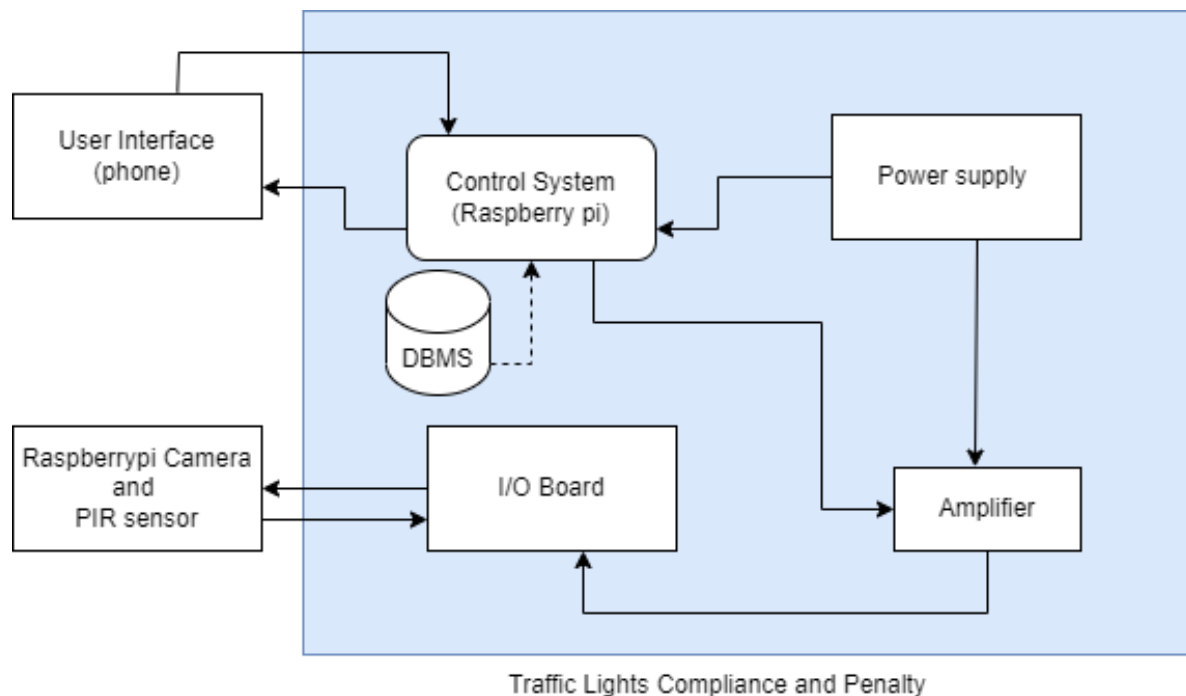 User Interface
(phone)
Control System
(Raspberry pi)
Power supply
DBMS
Raspberrypi Camera
and
PIR sensor
I/O Board
Amplifier
Traffic Lights Compliance and Penalty